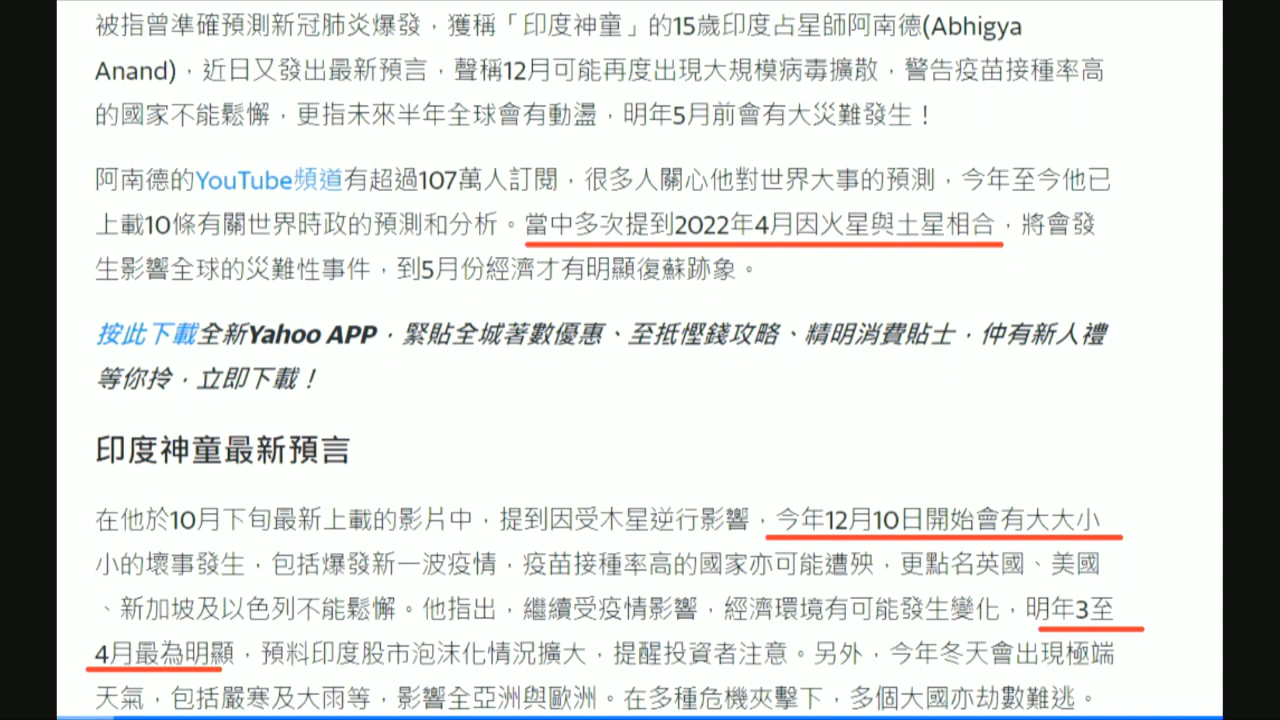 被指曾準確預測新冠肺炎爆發，獲稱「印度神童」的15歲印度占星師阿南德(Abhigya
Anand)，近日又發出最新預言，聲稱12月可能再度出現大規模病毒擴散，警告疫苗接種率高
的國家不能鬆懈，更指未來半年全球會有動盪，明年5月前會有大災難發生！
阿南德的YouTube頻道有超過107萬人訂閱，很多人關心他對世界大事的預測，今年至今他已
上載10條有關世界時政的預測和分析。當中多次提到2022年4月因火星與土星相合，將會發
生影響全球的災難性事件，到5月份經濟才有明顯復蘇跡象。
按此下載全新Yahoo APP，緊貼全城著數優惠、至抵慳錢攻略、精明消費貼士，仲有新人禮
等你拎，立即下載！
印度神童最新預言
在他於10月下旬最新上載的影片中，提到因受木星逆行影響，今年12月10日開始會有大大小
小的壞事發生，包括爆發新一波疫情，疫苗接種率高的國家亦可能遭殃，更點名英國、美國
、新加坡及以色列不能鬆懈。他指出，繼續受疫情影響，經濟環境有可能發生變化，明年3至
4月最為明顯，預料印度股市泡沫化情況擴大，提醒投資者注意。另外，今年冬天會出現極端
天氣，包括嚴寒及大雨等，影響全亞洲與歐洲。在多種危機夾擊下，多個大國亦劫數難逃。